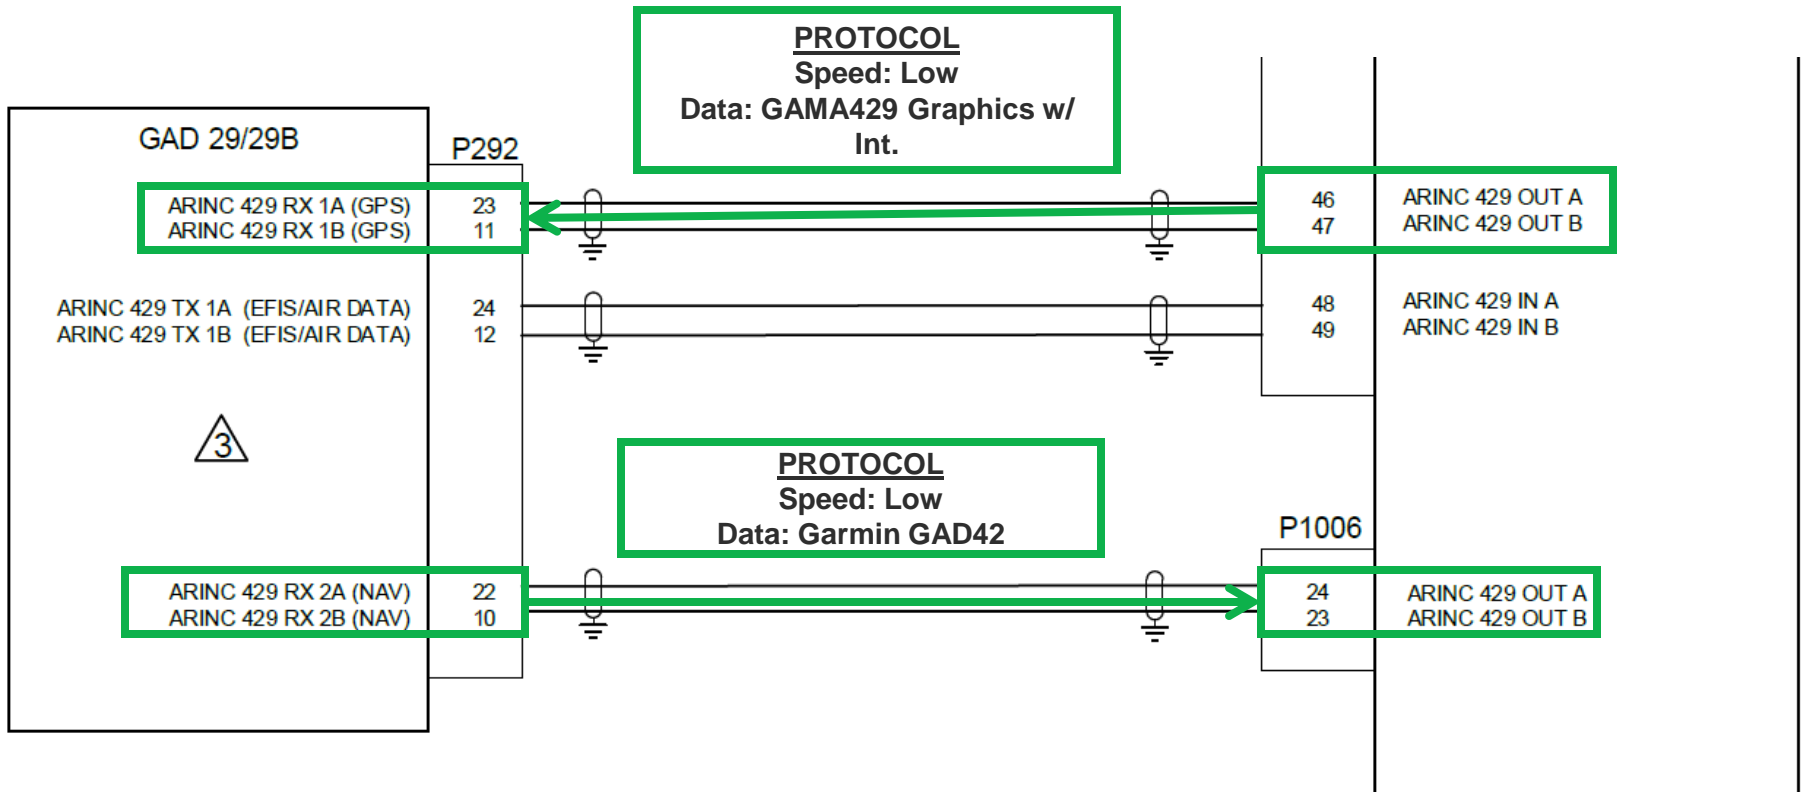 PROTOCOL
Speed: Low
Data: GAMA429 Graphics w/
Int.
GAD 29/29B
P292
ARINC 429 RX 1A (GPS) 23 46 ARINC 429 OUT A
ARINC 429 RX 1B (GPS) 11 47 ARINC 429 OUT B
ARINC 429 TX 1A (EFIS/AIR DATA) 24 48 ARINC 429 IN A
ARINC 429 TX 1B (EFIS/AIR DATA) 12 49 ARINC 429 IN B
3
PROTOCOL
Speed: Low
Data: Garmin GAD42
P1006
ARINC 429 RX 2A (NAV) 22 24 ARINC 429 OUT A
ARINC 429 RX 2B (NAV) 10 23 ARINC 429 OUT B